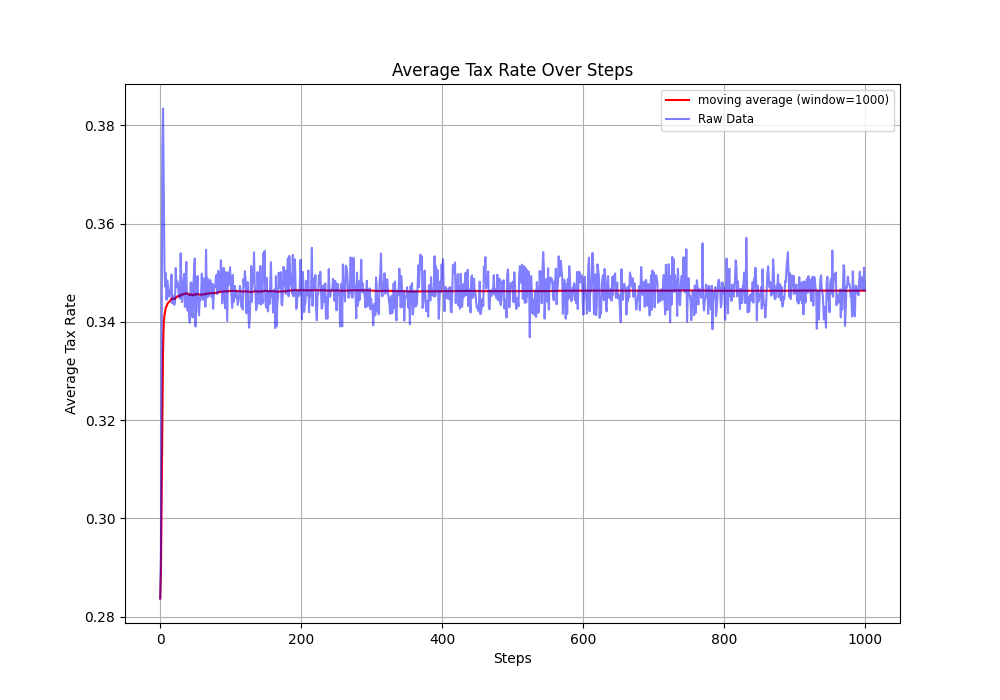 Average Tax Rate Over Steps
moving average (window=1000)
Raw Data
Average Tax Rate
0.38
0.36
0.34
0.32
0.30
0.28
0
200
400
600
800
1000
Steps